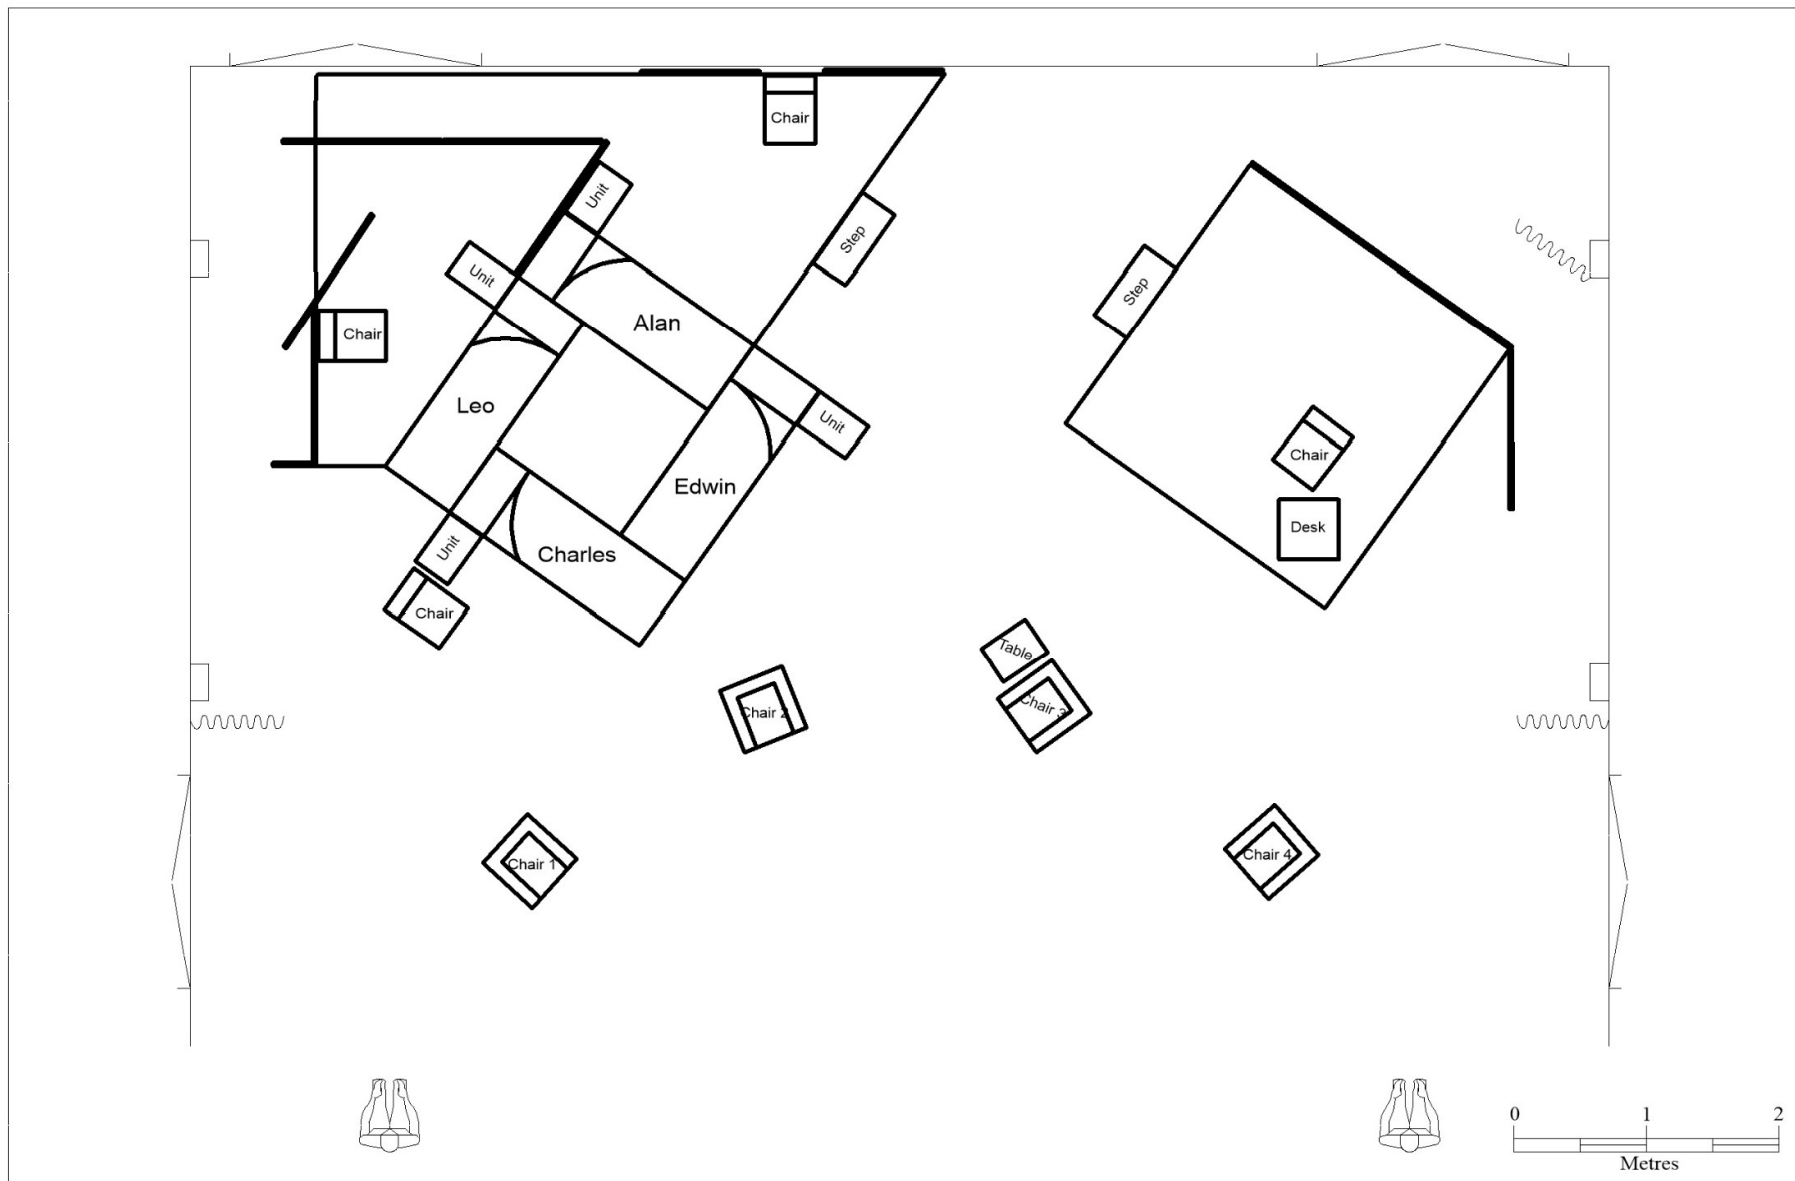 Chair
Unit
Step
Unit
Step
Alan
Chair
Leo
Unit
Chair
Edwin
Desk
Unit
Charles
Chair
Table
Chair 2
Chair 3
Chair 1
Chair 4
0 1 2
Metres